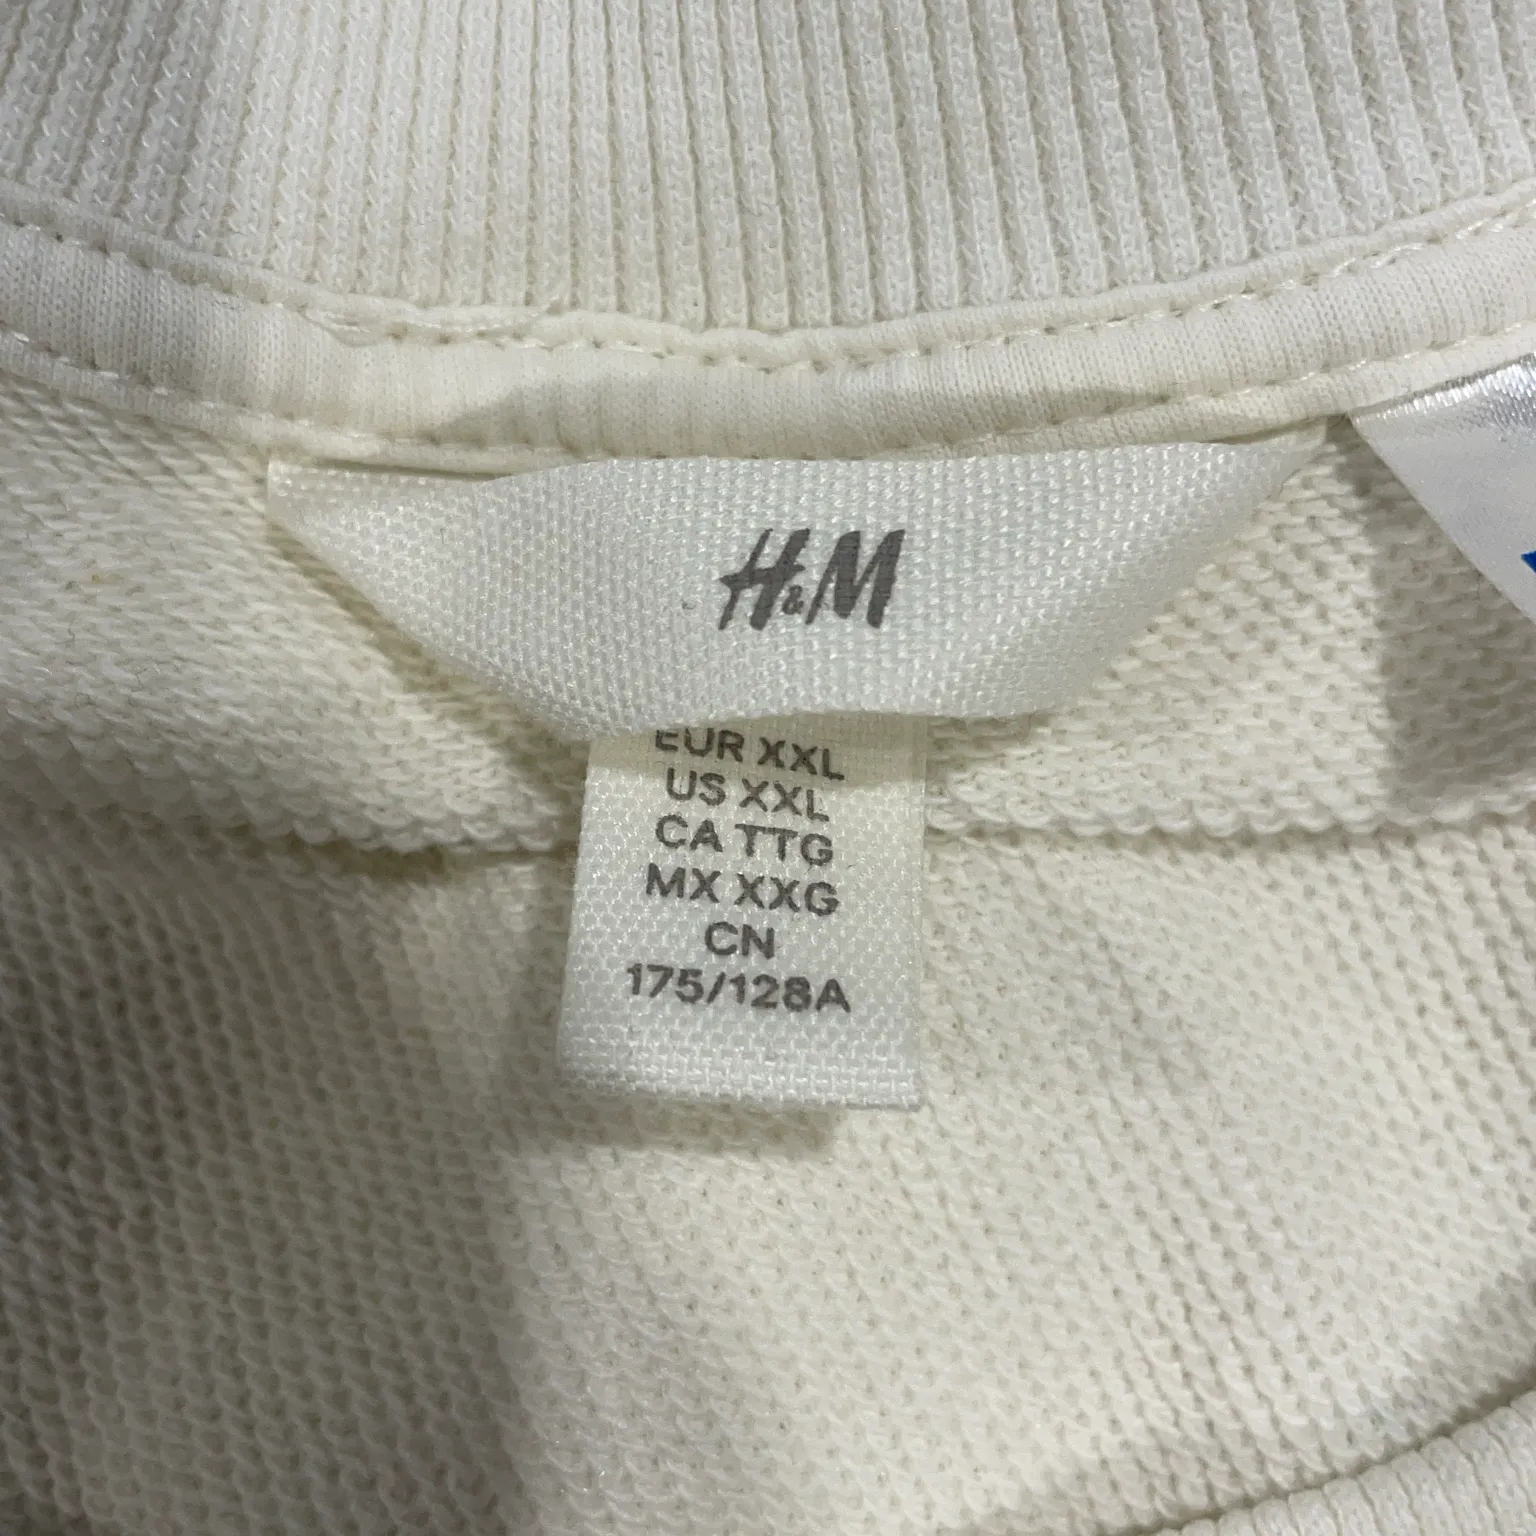 H&M
EUR XXL
US XXL
CA TTG
MX XXG
CN
175/128A